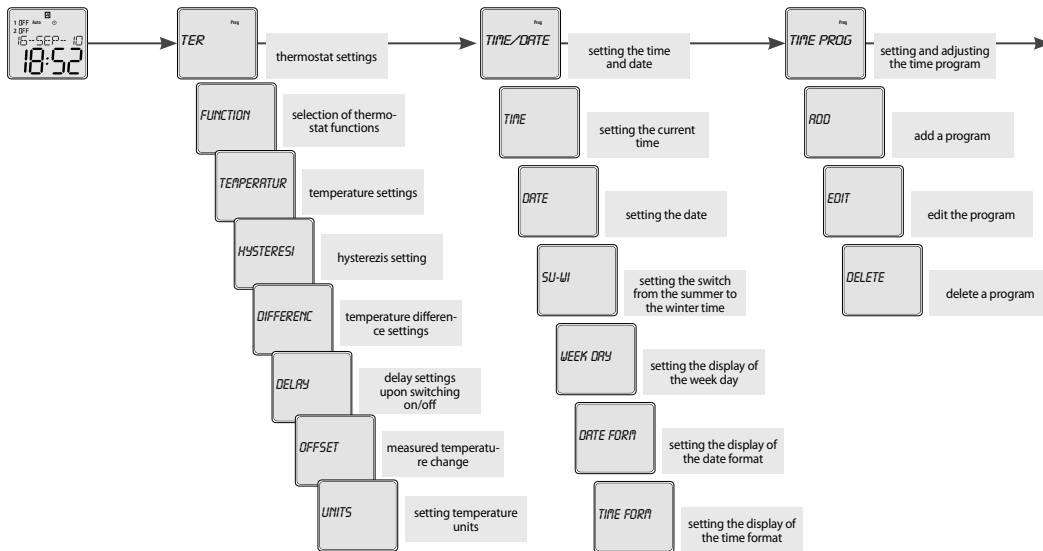 1 OFF Auto
2 OFF
16-SEP-10
18:52
Prog
TER
thermostat settings
FUNCTION
selection of thermo-
stat functions
TEMPERATUR
temperature settings
HYSTERESI
hysterezis setting
DIFFERENC
temperature differen-
ce settings
DELAY
delay settings
upon switching
on/off
OFFSET
measured temperatu-
re change
UNITS
setting temperature
units
Prog
TIME/DATE
setting the time
and date
TIME
setting the current
time
DATE
setting the date
SU-WI
setting the switch
from the summer to
the winter time
WEEK DAY
setting the display of
the week day
DATE FORM
setting the display of
the date format
TIME FORM
setting the display of
the time format
Prog
TIME PROG
setting and adjusting
the time program
ADD
add a program
EDIT
edit the program
DELETE
delete a program